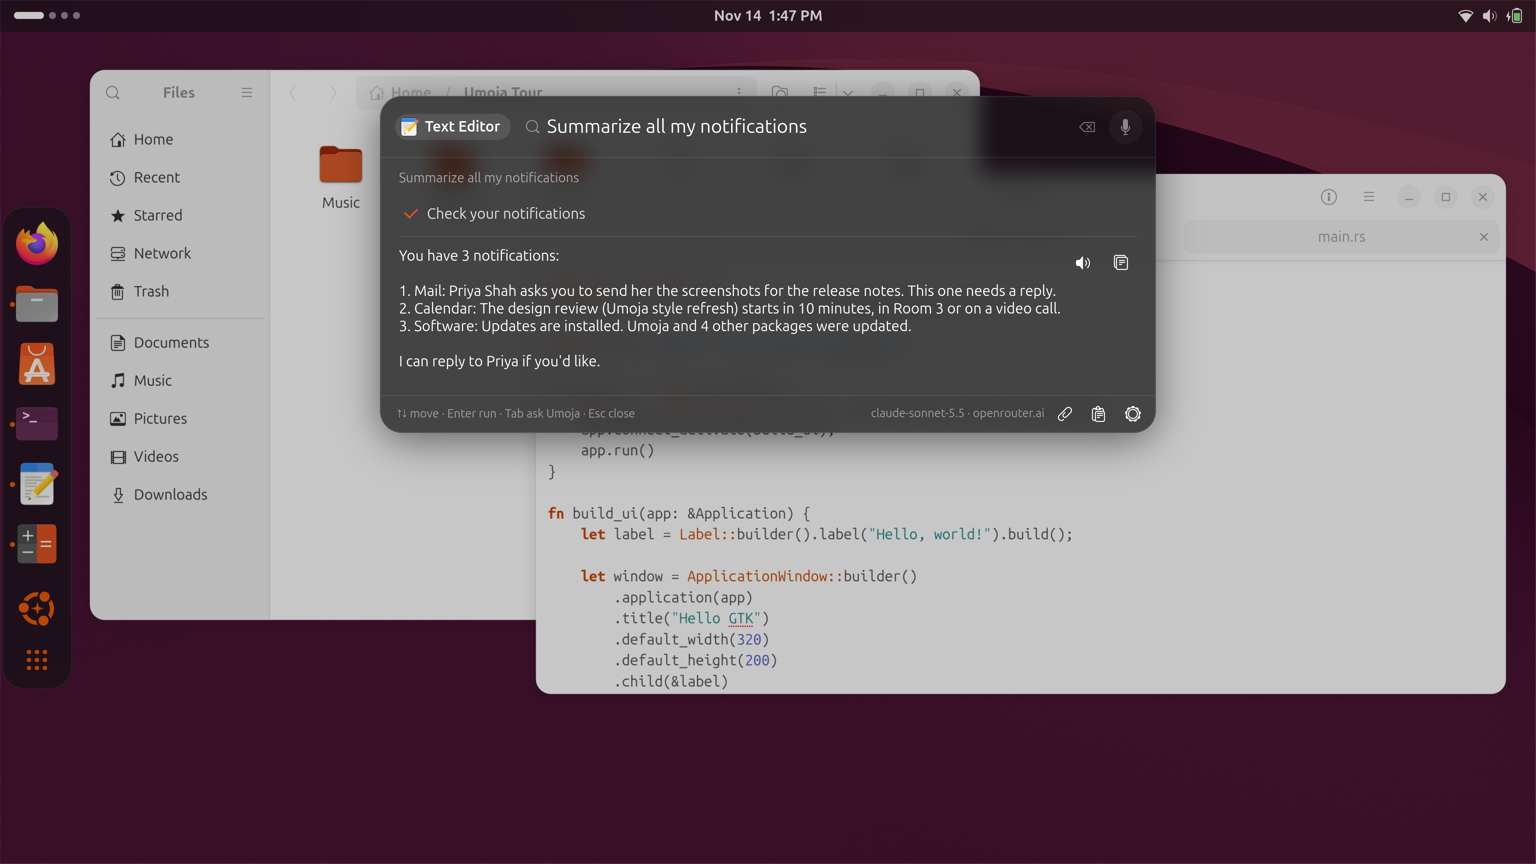 Nov 14 1:47 PM
Files
Home / Umoja Tour
Home
Recent
Starred
Network
Trash
Documents
Music
Pictures
Videos
Downloads
Music
Text Editor
Summarize all my notifications
Summarize all my notifications
Check your notifications
You have 3 notifications:
1. Mail: Priya Shah asks you to send her the screenshots for the release notes. This one needs a reply.
2. Calendar: The design review (Umoja style refresh) starts in 10 minutes, in Room 3 or on a video call.
3. Software: Updates are installed. Umoja and 4 other packages were updated.
I can reply to Priya if you'd like.
↑↓ move · Enter run · Tab ask Umoja · Esc close
claude-sonnet-5.5 · openrouter.ai
main.rs
app.run()
}
fn build_ui(app: &Application) {
let label = Label::builder().label("Hello, world!").build();
let window = ApplicationWindow::builder()
.application(app)
.title("Hello GTK")
.default_width(320)
.default_height(200)
.child(&label)